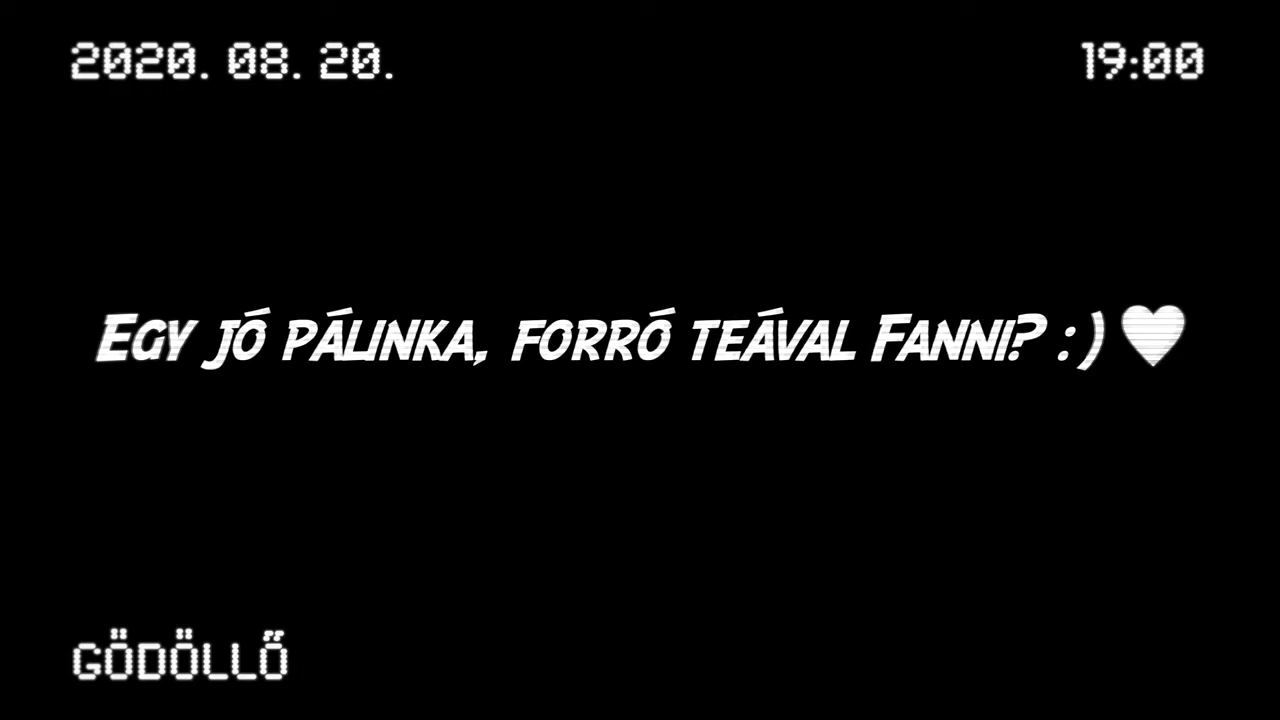 2020. 08. 20. 19:00
Egy jó pálinka, forró teával Fanni? :) ♥
GÖDÖLLŐ